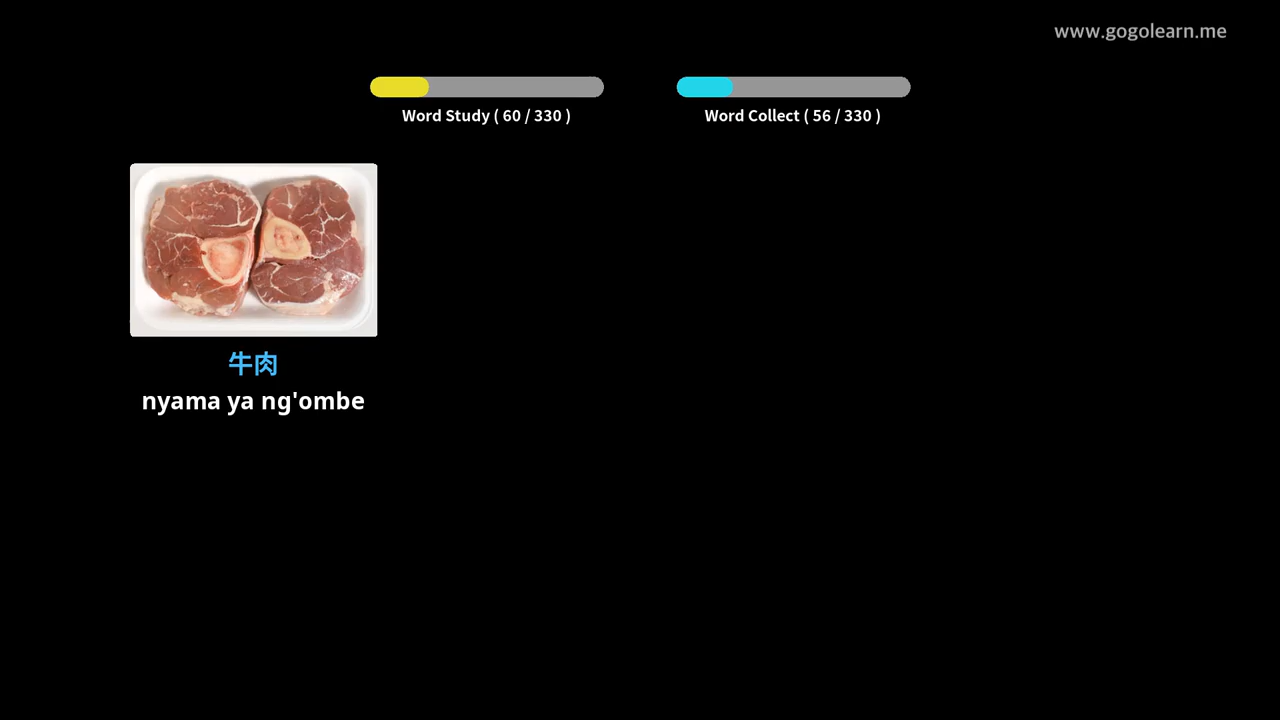 www.gogolearn.me
Word Study ( 60 / 330 )
Word Collect ( 56 / 330 )
牛肉
nyama ya ng'ombe